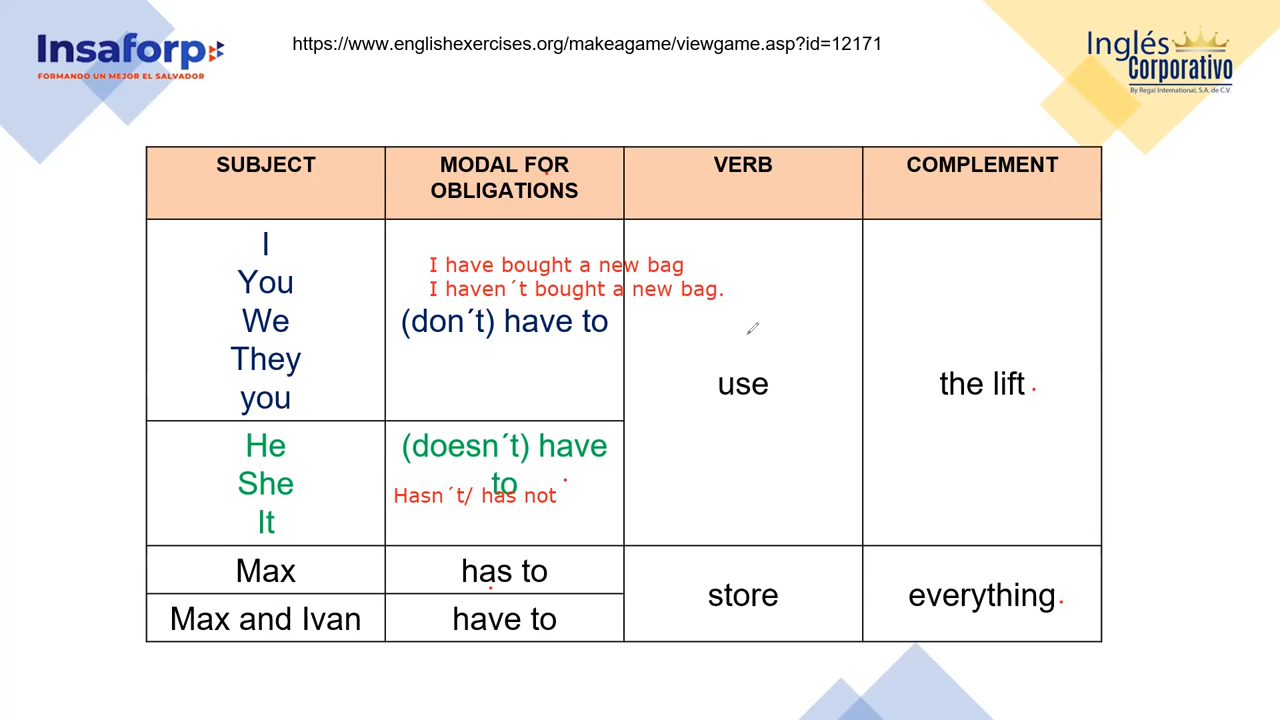 Insaforp
FORMANDO UN MEJOR EL SALVADOR
https://www.englishexercises.org/makeagame/viewgame.asp?id=12171
Inglés
Corporativo
By Regal International, S.A. de C.V.
SUBJECT
MODAL FOR
OBLIGATIONS
VERB
COMPLEMENT
I
You
We
They
you
I have bought a new bag
I haven´t bought a new bag.
(don´t) have to
use
the lift
He
She
It
(doesn´t) have
to
Hasn´t/ has not
Max
has to
store
everything
Max and Ivan
have to